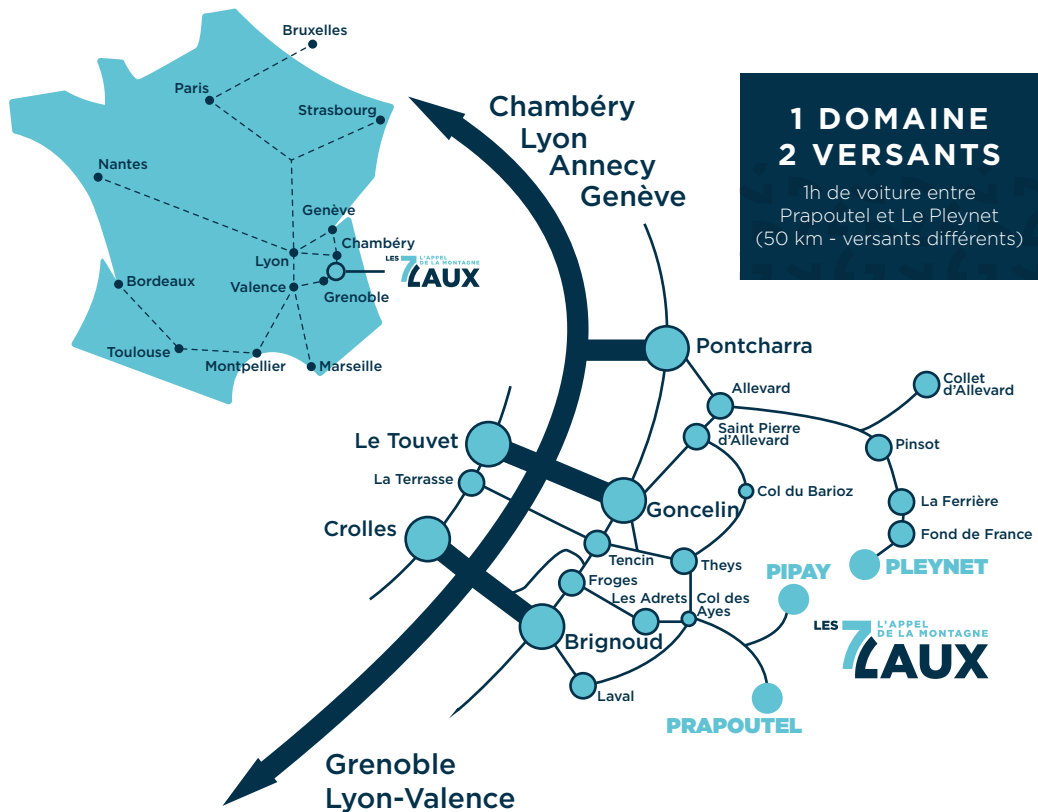 Bruxelles
Paris
Strasbourg
Nantes
Genève
Chambéry
Lyon
LES 7 LAUX
L'APPEL
DE LA MONTAGNE
Bordeaux
Valence
Grenoble
Toulouse
Montpellier
Marseille
Chambéry
Lyon
Annecy
Genève
1 DOMAINE
2 VERSANTS
1h de voiture entre
Prapoutel et Le Pleynet
(50 km - versants différents)
Pontcharra
Allevard
Collet
d'Allevard
Saint Pierre
d'Allevard
Pinsot
Le Touvet
La Terrasse
Col du Barioz
La Ferrière
Goncelin
Crolles
Fond de France
Tencin
Theys
PLEYNET
PIPAY
Froges
Les Adrets
Col des
Ayes
Brignoud
LES 7 LAUX
L'APPEL
DE LA MONTAGNE
Laval
PRAPOUTEL
Grenoble
Lyon-Valence